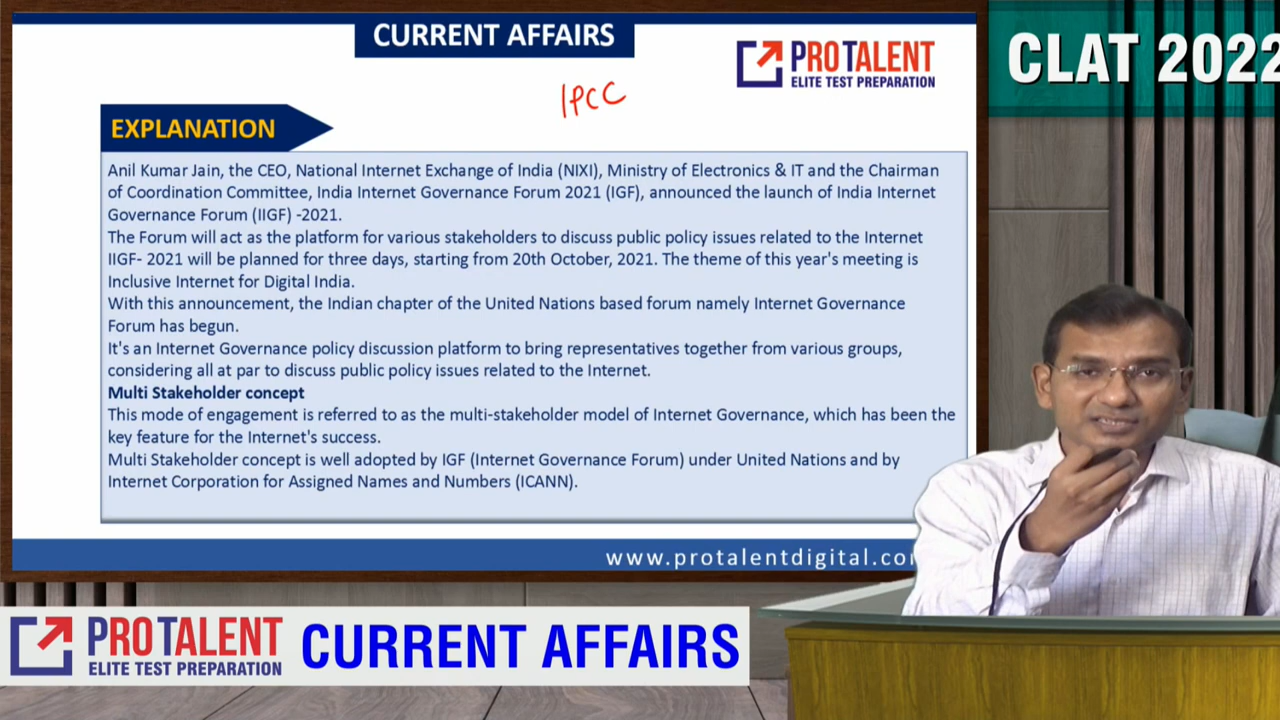 CURRENT AFFAIRS
PROTALENT
ELITE TEST PREPARATION
CLAT 2022
IPCC
EXPLANATION
Anil Kumar Jain, the CEO, National Internet Exchange of India (NIXI), Ministry of Electronics & IT and the Chairman
of Coordination Committee, India Internet Governance Forum 2021 (IGF), announced the launch of India Internet
Governance Forum (IIGF) -2021.
The Forum will act as the platform for various stakeholders to discuss public policy issues related to the Internet
IIGF- 2021 will be planned for three days, starting from 20th October, 2021. The theme of this year's meeting is
Inclusive Internet for Digital India.
With this announcement, the Indian chapter of the United Nations based forum namely Internet Governance
Forum has begun.
It's an Internet Governance policy discussion platform to bring representatives together from various groups,
considering all at par to discuss public policy issues related to the Internet.
Multi Stakeholder concept
This mode of engagement is referred to as the multi-stakeholder model of Internet Governance, which has been the
key feature for the Internet's success.
Multi Stakeholder concept is well adopted by IGF (Internet Governance Forum) under United Nations and by
Internet Corporation for Assigned Names and Numbers (ICANN).
www.protalentdigital.co
PROTALENT
ELITE TEST PREPARATION
CURRENT AFFAIRS